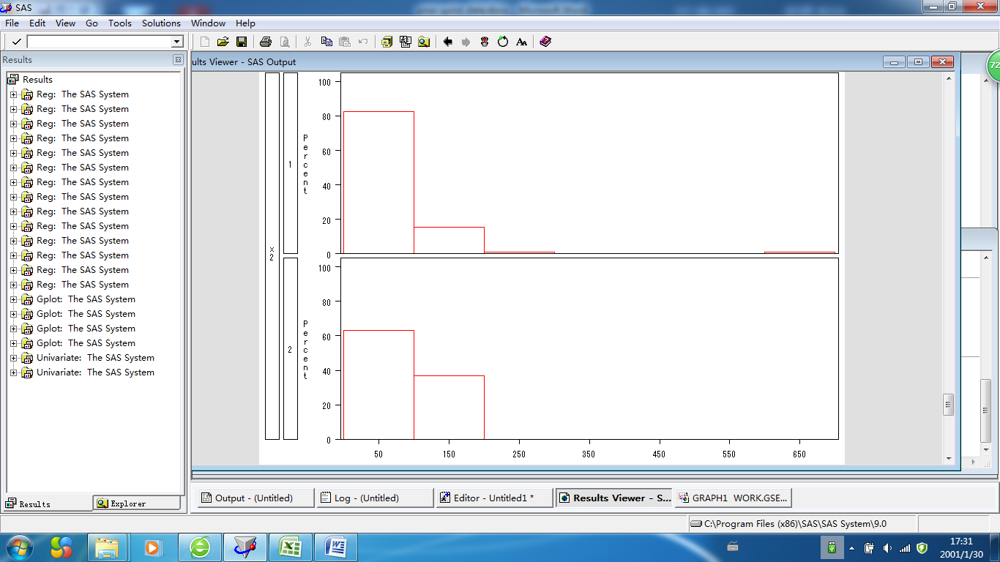 SAS
File Edit View Go Tools Solutions Window Help
Results
ults Viewer - SAS Output
72
Results
Reg: The SAS System
Reg: The SAS System
Reg: The SAS System
Reg: The SAS System
Reg: The SAS System
Reg: The SAS System
Reg: The SAS System
Reg: The SAS System
Reg: The SAS System
Reg: The SAS System
Reg: The SAS System
Reg: The SAS System
Reg: The SAS System
Reg: The SAS System
Gplot: The SAS System
Gplot: The SAS System
Gplot: The SAS System
Gplot: The SAS System
Univariate: The SAS System
Univariate: The SAS System
x2
1
Percent
100
80
60
40
20
0
2
Percent
100
80
60
40
20
0
50 150 250 350 450 550 650
Results Explorer
Output - (Untitled) Log - (Untitled) Editor - Untitled1 * Results Viewer - S... GRAPH1 WORK.GSE...
C:\Program Files (x86)\SAS\SAS System\9.0
17:31
2001/1/30